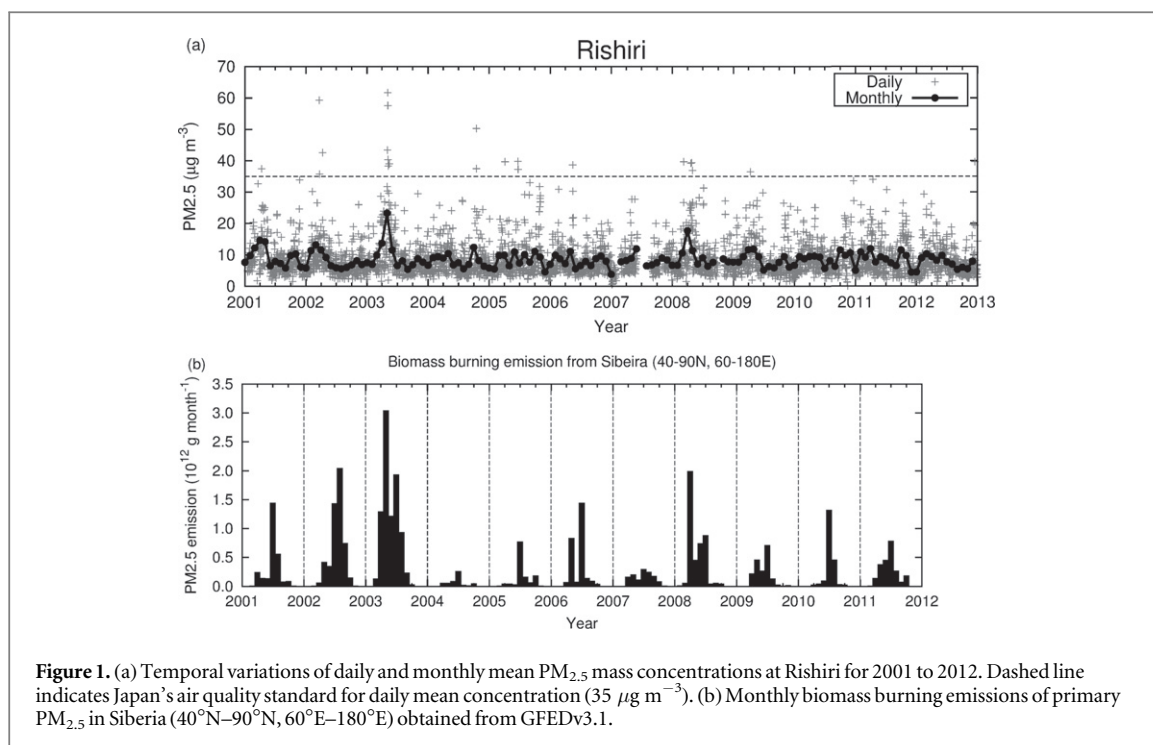 (a)
Rishiri
70
60
50
40
30
20
10
0
PM2.5 (µg m-3)
Daily
Monthly
2001 2002 2003 2004 2005 2006 2007 2008 2009 2010 2011 2012 2013
Year
(b)
Biomass burning emission from Sibeira (40-90N, 60-180E)
3.5
3.0
2.5
2.0
1.5
1.0
0.5
0.0
PM2.5 emission (10¹² g month⁻¹)
2001 2002 2003 2004 2005 2006 2007 2008 2009 2010 2011 2012
Year
Figure 1. (a) Temporal variations of daily and monthly mean PM₂.₅ mass concentrations at Rishiri for 2001 to 2012. Dashed line
indicates Japan's air quality standard for daily mean concentration (35 μg m⁻³). (b) Monthly biomass burning emissions of primary
PM₂.₅ in Siberia (40°N–90°N, 60°E–180°E) obtained from GFEDv3.1.